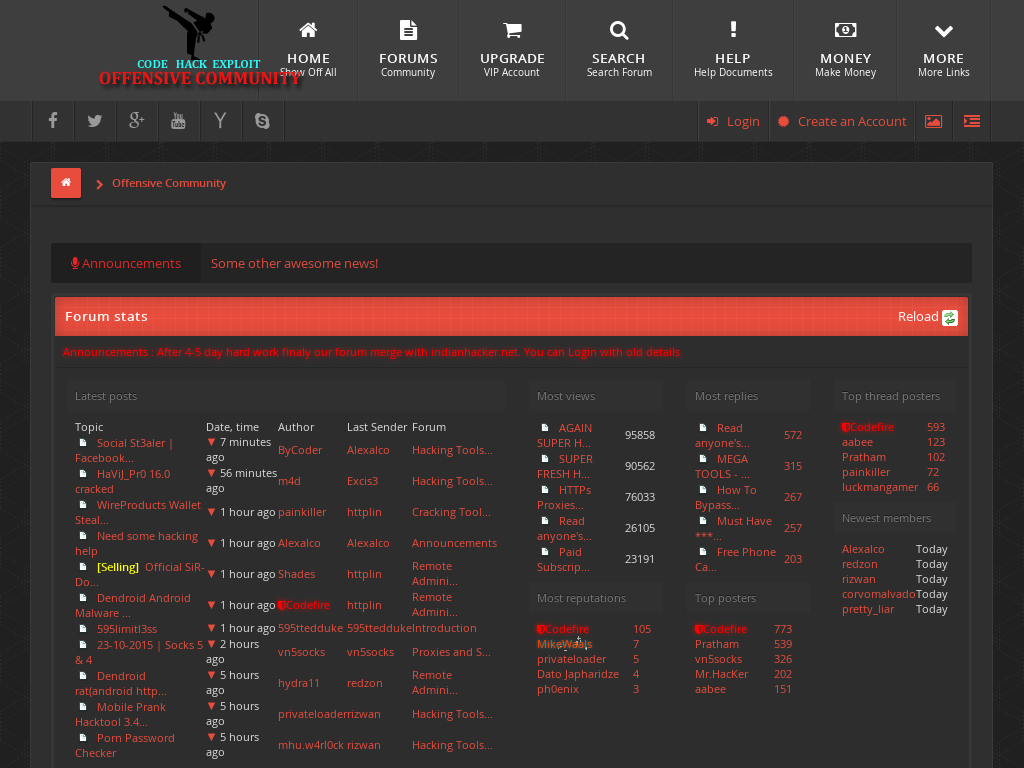 CODE HACK EXPLOIT
OFFENSIVE COMMUNITY
HOME
Show Off All
FORUMS
Community
UPGRADE
VIP Account
SEARCH
Search Forum
HELP
Help Documents
MONEY
Make Money
MORE
More Links
Login
Create an Account
Offensive Community
Announcements
Some other awesome news!
Forum stats
Reload
Announcements : After 4-5 day hard work finaly our forum merge with indianhacker.net. You can Login with old details
Latest posts
Topic Date, time Author Last Sender Forum
Social St3aler |
Facebook...
▼ 7 minutes
ago
ByCoder Alexalco Hacking Tools...
HaViJ_Pr0 16.0
cracked
▼ 56 minutes
ago
m4d Excis3 Hacking Tools...
WireProducts Wallet
Steal...
▼ 1 hour ago painkiller httplin Cracking Tool...
Need some hacking
help
▼ 1 hour ago Alexalco Alexalco Announcements
[Selling] Official SiR-
Do...
▼ 1 hour ago Shades httplin Remote
Admini...
Dendroid Android
Malware ...
▼ 1 hour ago Codefire httplin Remote
Admini...
595limitl3ss ▼ 1 hour ago 595ttedduke 595ttedduke Introduction
23-10-2015 | Socks 5
& 4
▼ 2 hours
ago
vn5socks vn5socks Proxies and S...
Dendroid
rat(android http...
▼ 5 hours
ago
hydra11 redzon Remote
Admini...
Mobile Prank
Hacktool 3.4...
▼ 5 hours
ago
privateloader rizwan Hacking Tools...
Porn Password
Checker
▼ 5 hours
ago
mhu.w4rl0ck rizwan Hacking Tools...
Most views
AGAIN
SUPER H...
95858
SUPER
FRESH H...
90562
HTTPs
Proxies...
76033
Read
anyone's...
26105
Paid
Subscrip...
23191
Most reputations
Codefire 105
MikeWaals 7
privateloader 5
Dato Japharidze 4
ph0enix 3
Most replies
Read
anyone's...
572
MEGA
TOOLS - ...
315
How To
Bypass...
267
Must Have
***...
257
Free Phone
Ca...
203
Top posters
Codefire 773
Pratham 539
vn5socks 326
Mr.HacKer 202
aabee 151
Top thread posters
Codefire 593
aabee 123
Pratham 102
painkiller 72
luckmangamer 66
Newest members
Alexalco Today
redzon Today
rizwan Today
corvomalvado Today
pretty_liar Today